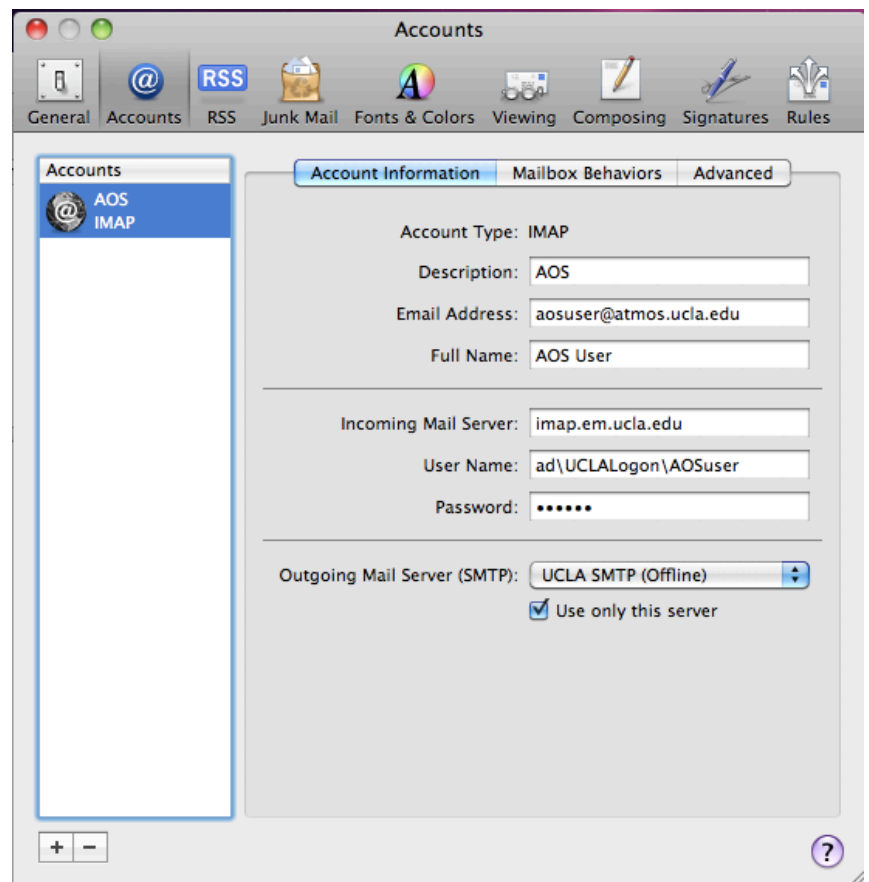 Accounts
RSS
General Accounts RSS Junk Mail Fonts & Colors Viewing Composing Signatures Rules
Accounts
AOS
IMAP
Account Information Mailbox Behaviors Advanced
Account Type: IMAP
Description: AOS
Email Address: aosuser@atmos.ucla.edu
Full Name: AOS User
Incoming Mail Server: imap.em.ucla.edu
User Name: ad\UCLALogon\AOSuser
Password: ••••••
Outgoing Mail Server (SMTP): UCLA SMTP (Offline)
Use only this server
+ −
?